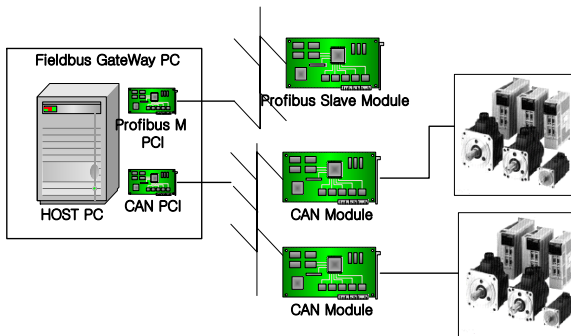 Fieldbus GateWay PC
Profibus M
PCI
HOST PC
CAN PCI
Profibus Slave Module
CAN Module
CAN Module